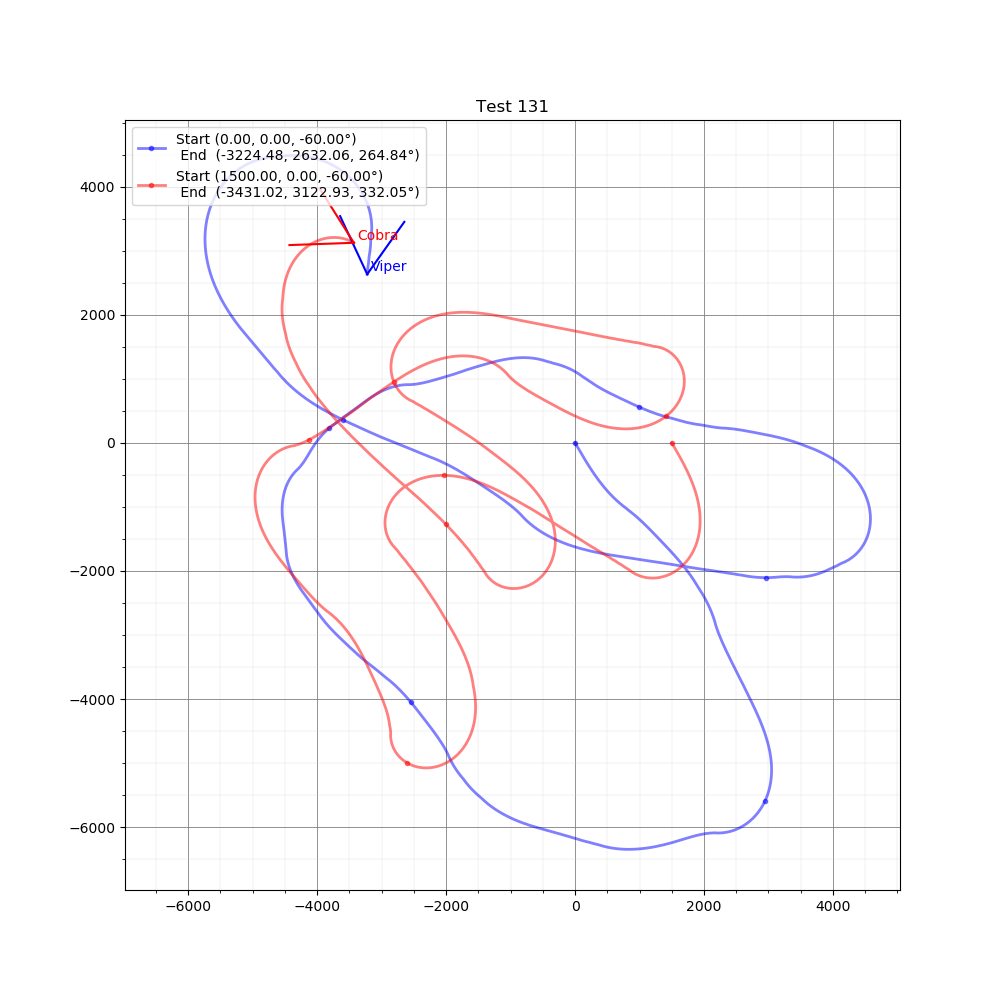 Test 131
Start (0.00, 0.00, -60.00°)
End  (-3224.48, 2632.06, 264.84°)
Start (1500.00, 0.00, -60.00°)
End  (-3431.02, 3122.93, 332.05°)
Cobra
Viper
4000
2000
0
−2000
−4000
−6000
−6000
−4000
−2000
0
2000
4000